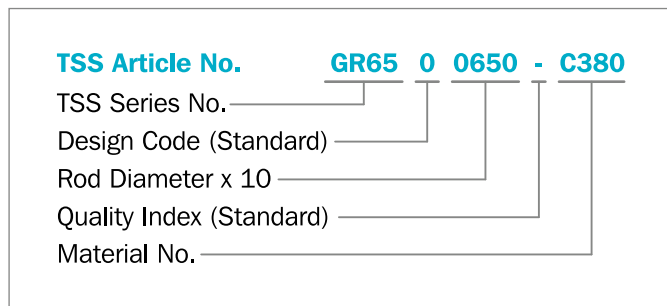 TSS Article No. GR65 0 0650 - C380
TSS Series No.
Design Code (Standard)
Rod Diameter x 10
Quality Index (Standard)
Material No.